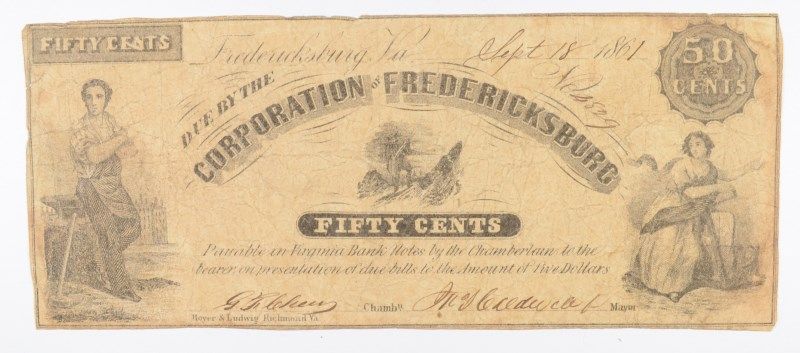 FIFTY CENTS
Fredericksburg Va Sept 18 1861
50 CENTS
No
DUE BY THE
CORPORATION OF FREDERICKSBURG
FIFTY CENTS
Payable in Virginia Bank Notes by the Chamberlain to the
bearer on presentation of due bills to the Amount of Five Dollars
Chambn. Mayor
Hoyer & Ludwig Richmond Va.